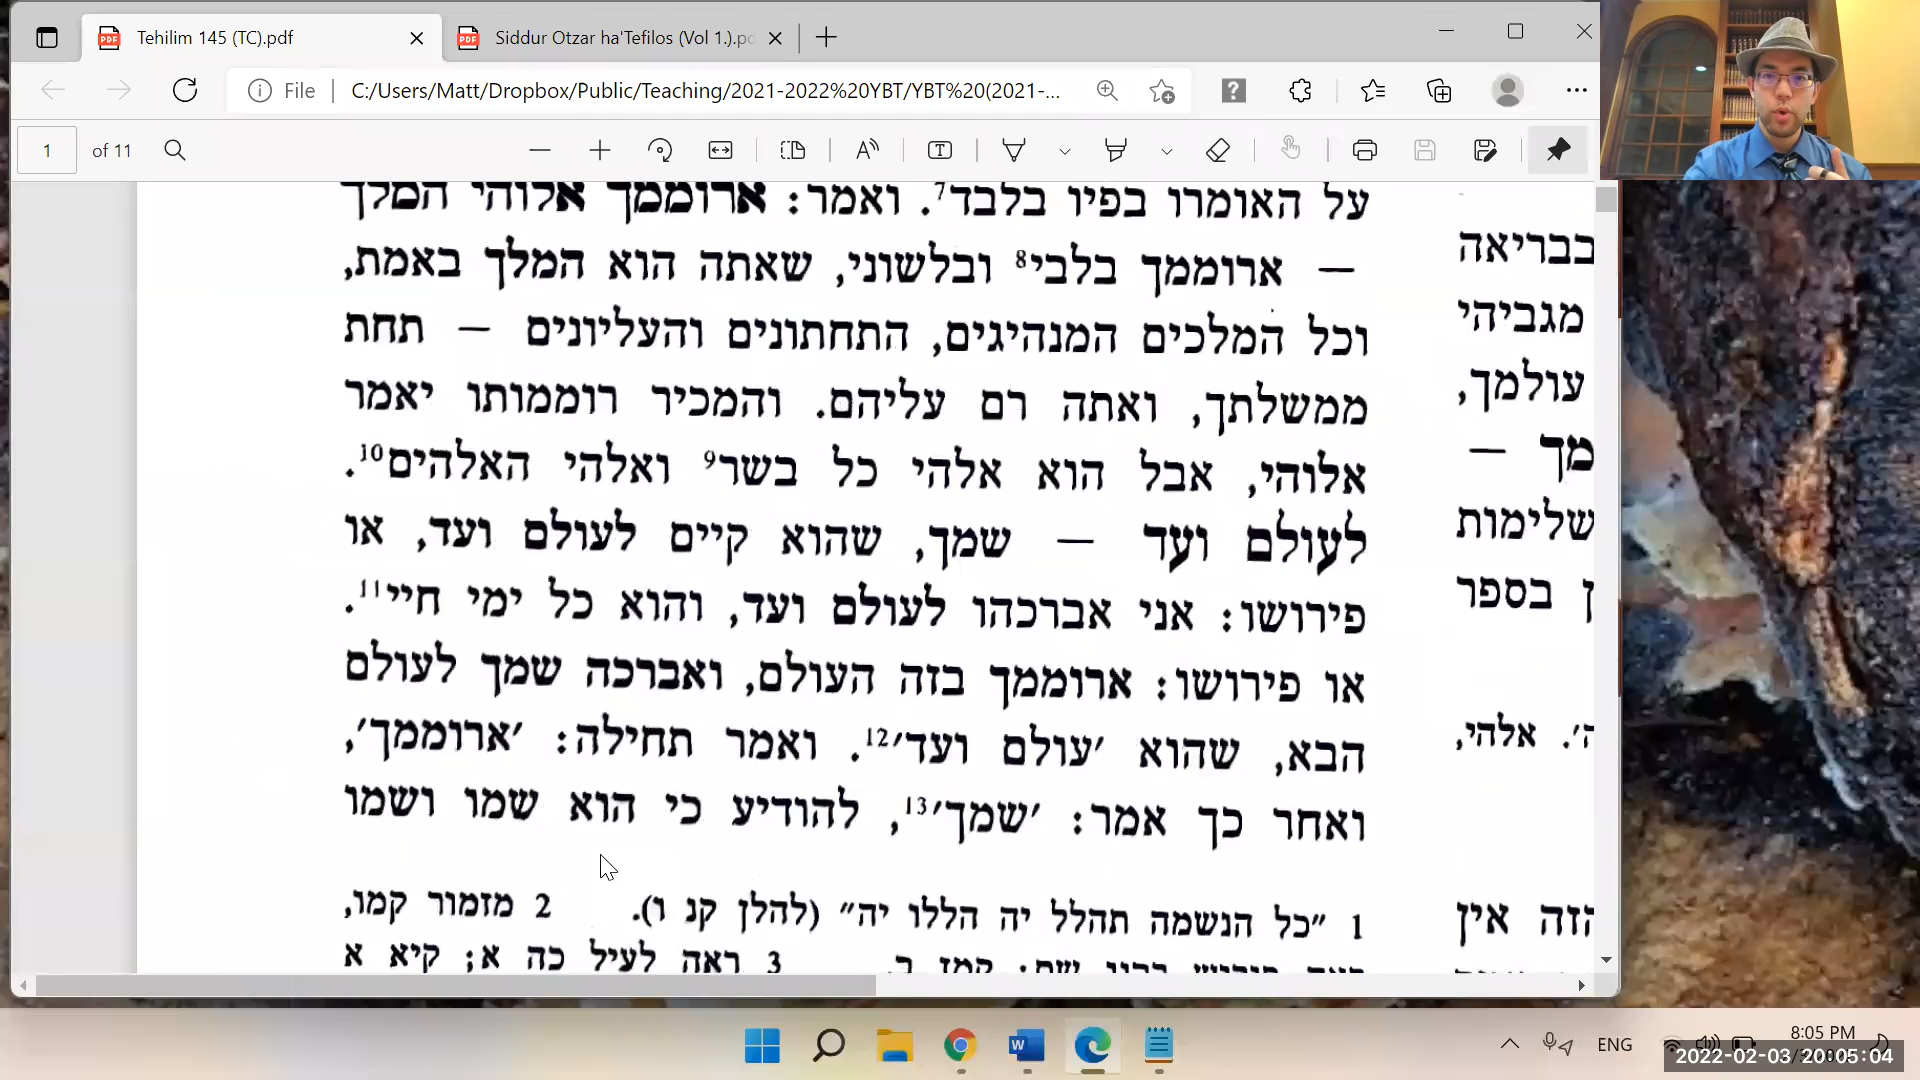 Tehilim 145 (TC).pdf
Siddur Otzar ha'Tefilos (Vol 1.).pd
File
C:/Users/Matt/Dropbox/Public/Teaching/2021-2022%20YBT/YBT%20(2021-...
1 of 11
על האומרו בפיו בלבד7. ואמר: ארוממך אלוהי המלך
— ארוממך בלבי8 ובלשוני, שאתה הוא המלך באמת,
וכל המלכים המנהיגים, התחתונים והעליונים — תחת
ממשלתך, ואתה רם עליהם. והמכיר רוממותו יאמר
אלוהי, אבל הוא אלהי כל בשר9 ואלהי האלהים10.
לעולם ועד — שמך, שהוא קיים לעולם ועד, או
פירושו: אני אברכהו לעולם ועד, והוא כל ימי חיי11.
או פירושו: ארוממך בזה העולם, ואברכה שמך לעולם
הבא, שהוא 'עולם ועד'12. ואמר תחילה: 'ארוממך',
ואחר כך אמר: 'שמך'13, להודיע כי הוא שמו ושמו
1 "כל הנשמה תהלל יה הללו יה" (להלן קנ ו). 2 מזמור קמו,
3 ראה לעיל כה א; קיא א
בבריאה
מגביהי
עולמך,
מך —
שלימות
ן בספר
ה'. אלהי,
הזה אין
W
ENG
8:05 PM
2022-02-03 20:05:04